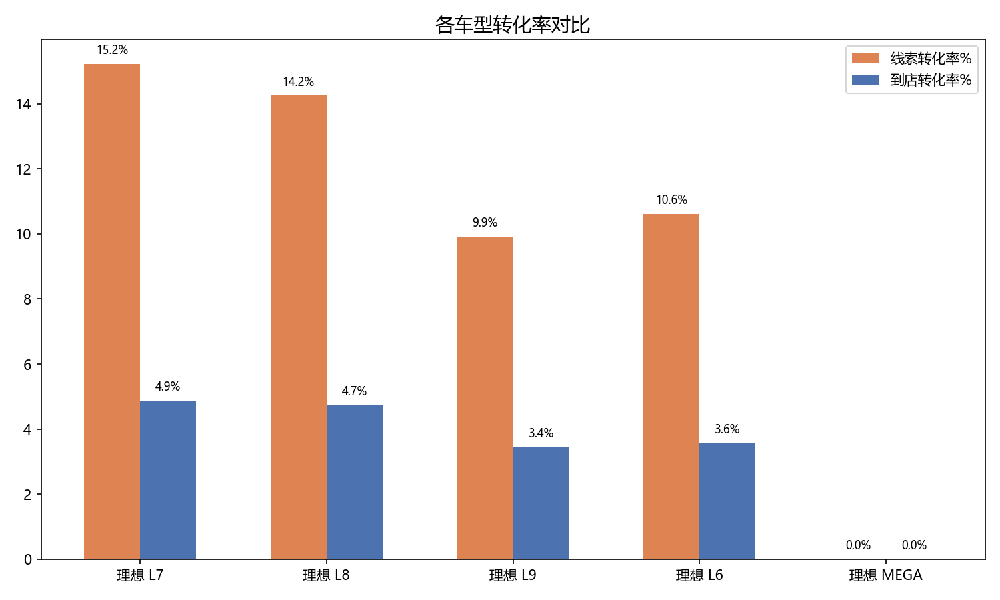 各车型转化率对比
线索转化率%
到店转化率%
15.2%
14.2%
9.9%
10.6%
4.9%
4.7%
3.4%
3.6%
0.0%
0.0%
14
12
10
8
6
4
2
0
理想 L7
理想 L8
理想 L9
理想 L6
理想 MEGA